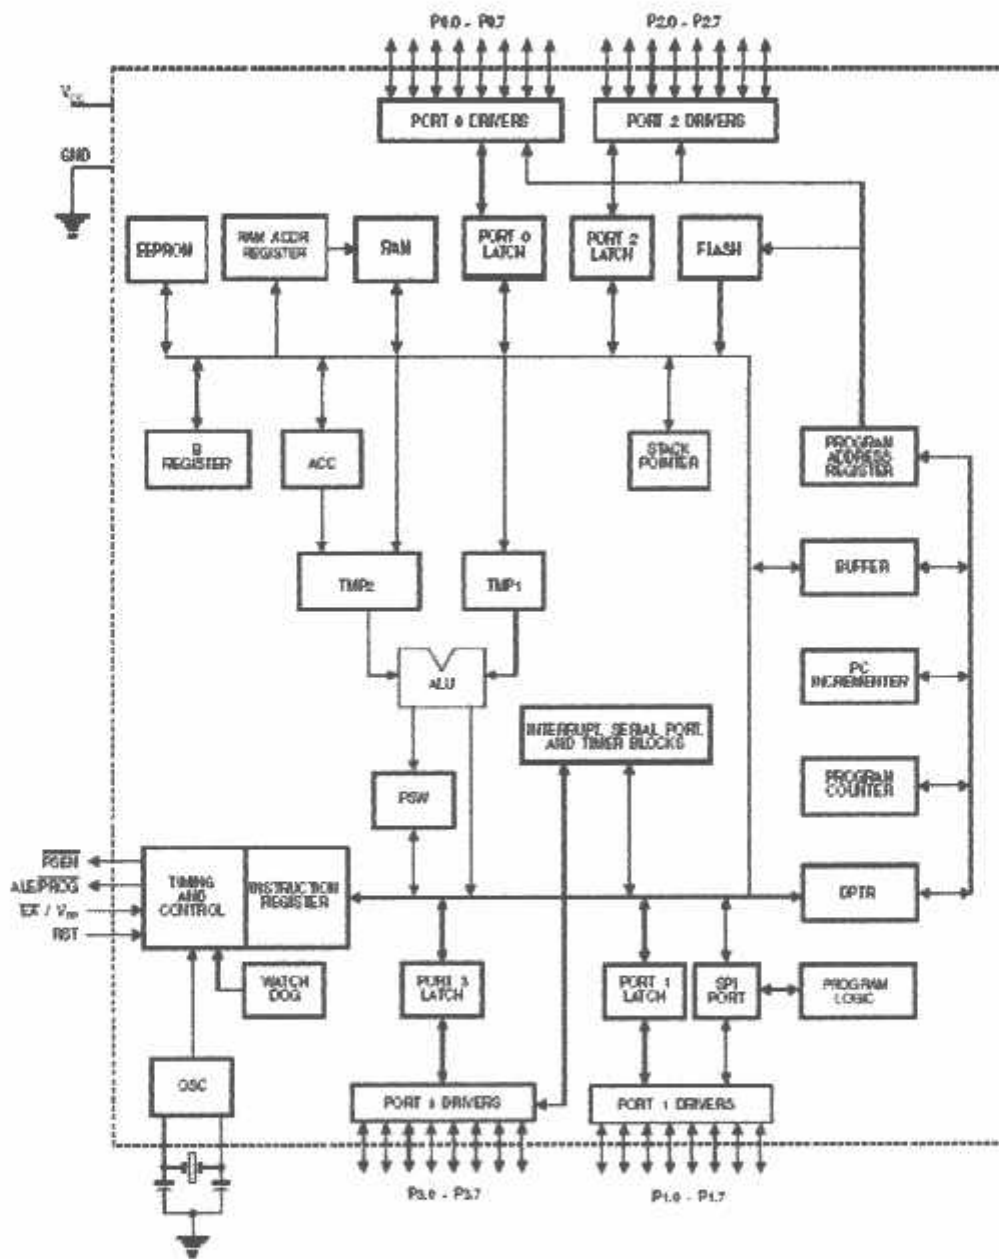 P0.0 - P0.7
P2.0 - P2.7
VCC
PORT 0 DRIVERS
PORT 2 DRIVERS
GND
EEPROM
RAM ADDR.
REGISTER
RAM
PORT 0
LATCH
PORT 2
LATCH
FLASH
B
REGISTER
ACC
STACK
POINTER
PROGRAM
ADDRESS
REGISTER
BUFFER
TMP2
TMP1
ALU
PC
INCREMENTER
INTERRUPT, SERIAL PORT,
AND TIMER BLOCKS
PROGRAM
COUNTER
PSW
PSEN
ALE/PROG
EA / VPP
RST
TIMING
AND
CONTROL
INSTRUCTION
REGISTER
DPTR
WATCH
DOG
PORT 3
LATCH
PORT 1
LATCH
SPI
PORT
PROGRAM
LOGIC
OSC
PORT 3 DRIVERS
PORT 1 DRIVERS
P3.0 - P3.7
P1.0 - P1.7